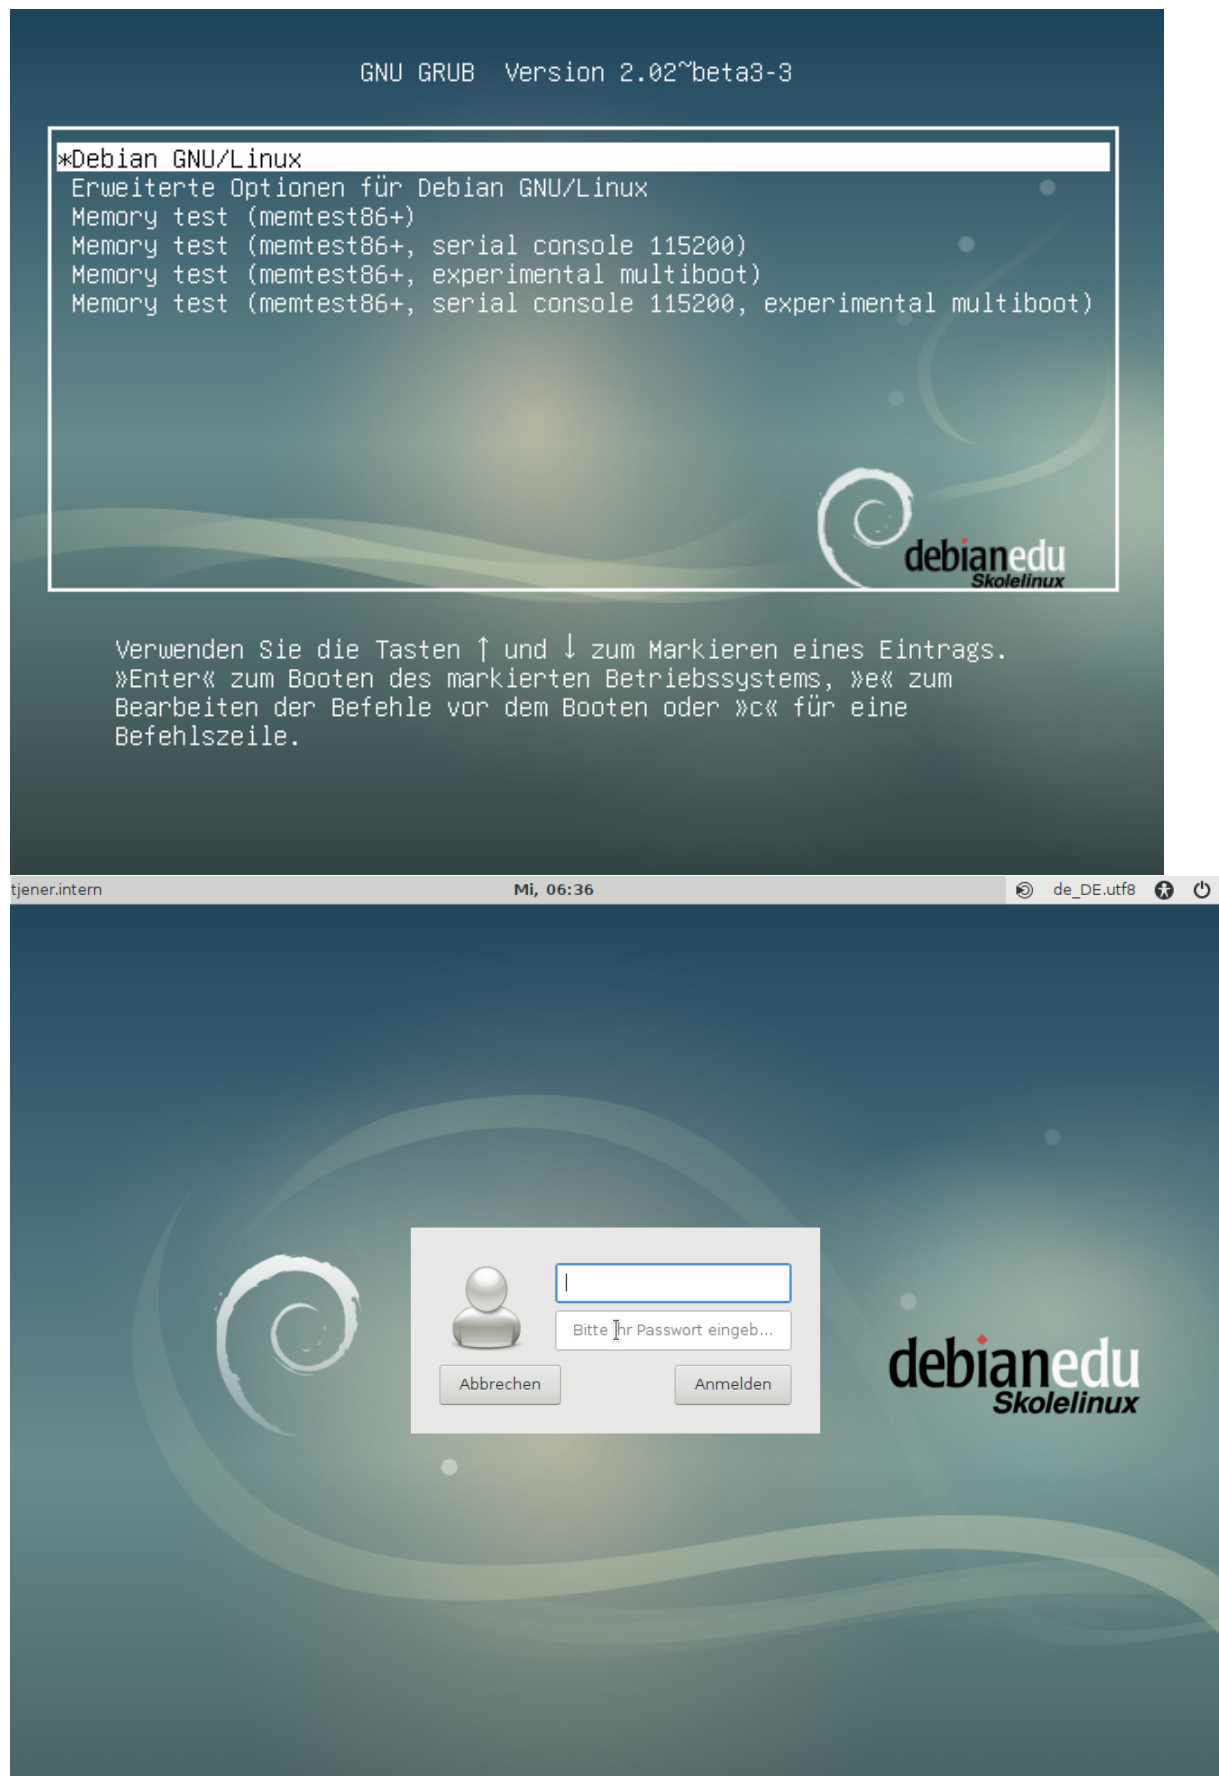 GNU GRUB  Version 2.02~beta3-3
*Debian GNU/Linux
Erweiterte Optionen für Debian GNU/Linux
Memory test (memtest86+)
Memory test (memtest86+, serial console 115200)
Memory test (memtest86+, experimental multiboot)
Memory test (memtest86+, serial console 115200, experimental multiboot)
debianedu
Skolelinux
Verwenden Sie die Tasten ↑ und ↓ zum Markieren eines Eintrags.
»Enter« zum Booten des markierten Betriebssystems, »e« zum
Bearbeiten der Befehle vor dem Booten oder »c« für eine
Befehlszeile.
tjener.intern Mi, 06:36 de_DE.utf8
Bitte Ihr Passwort eingeb...
Abbrechen Anmelden
debianedu
Skolelinux